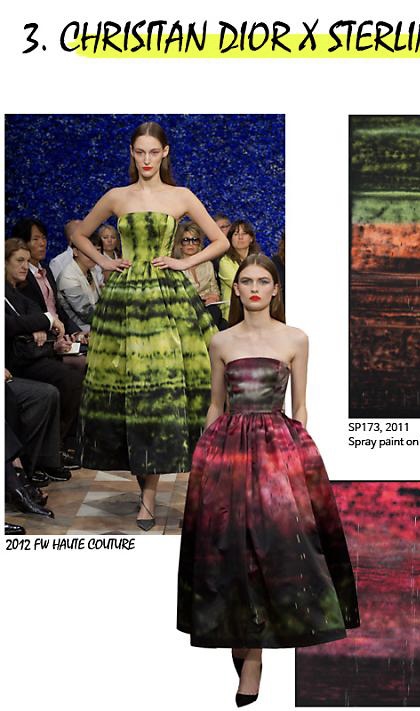 3. CHRISITAN DIOR X STERLI
SP173, 2011
Spray paint on
2012 FW HAUTE COUTURE